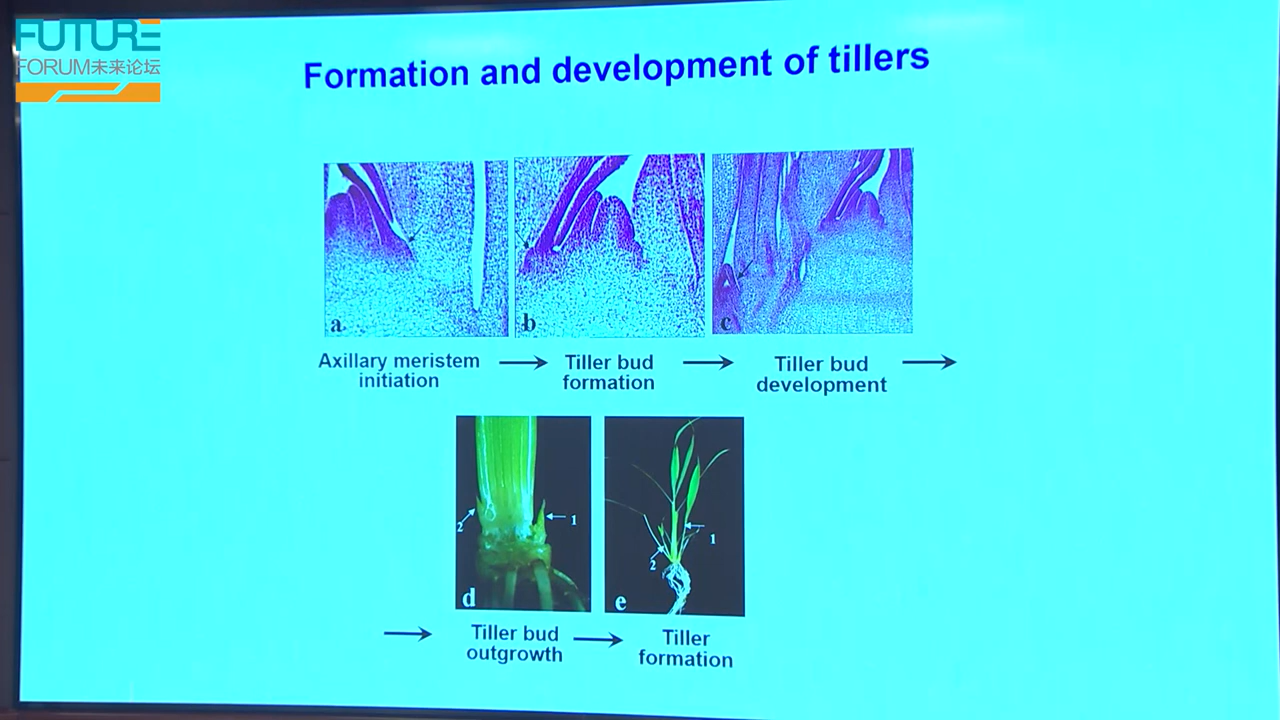 FUTURE
FORUM未来论坛
Formation and development of tillers
a
b
c
Axillary meristem
initiation
Tiller bud
formation
Tiller bud
development
2
1
d
1
2
e
Tiller bud
outgrowth
Tiller
formation